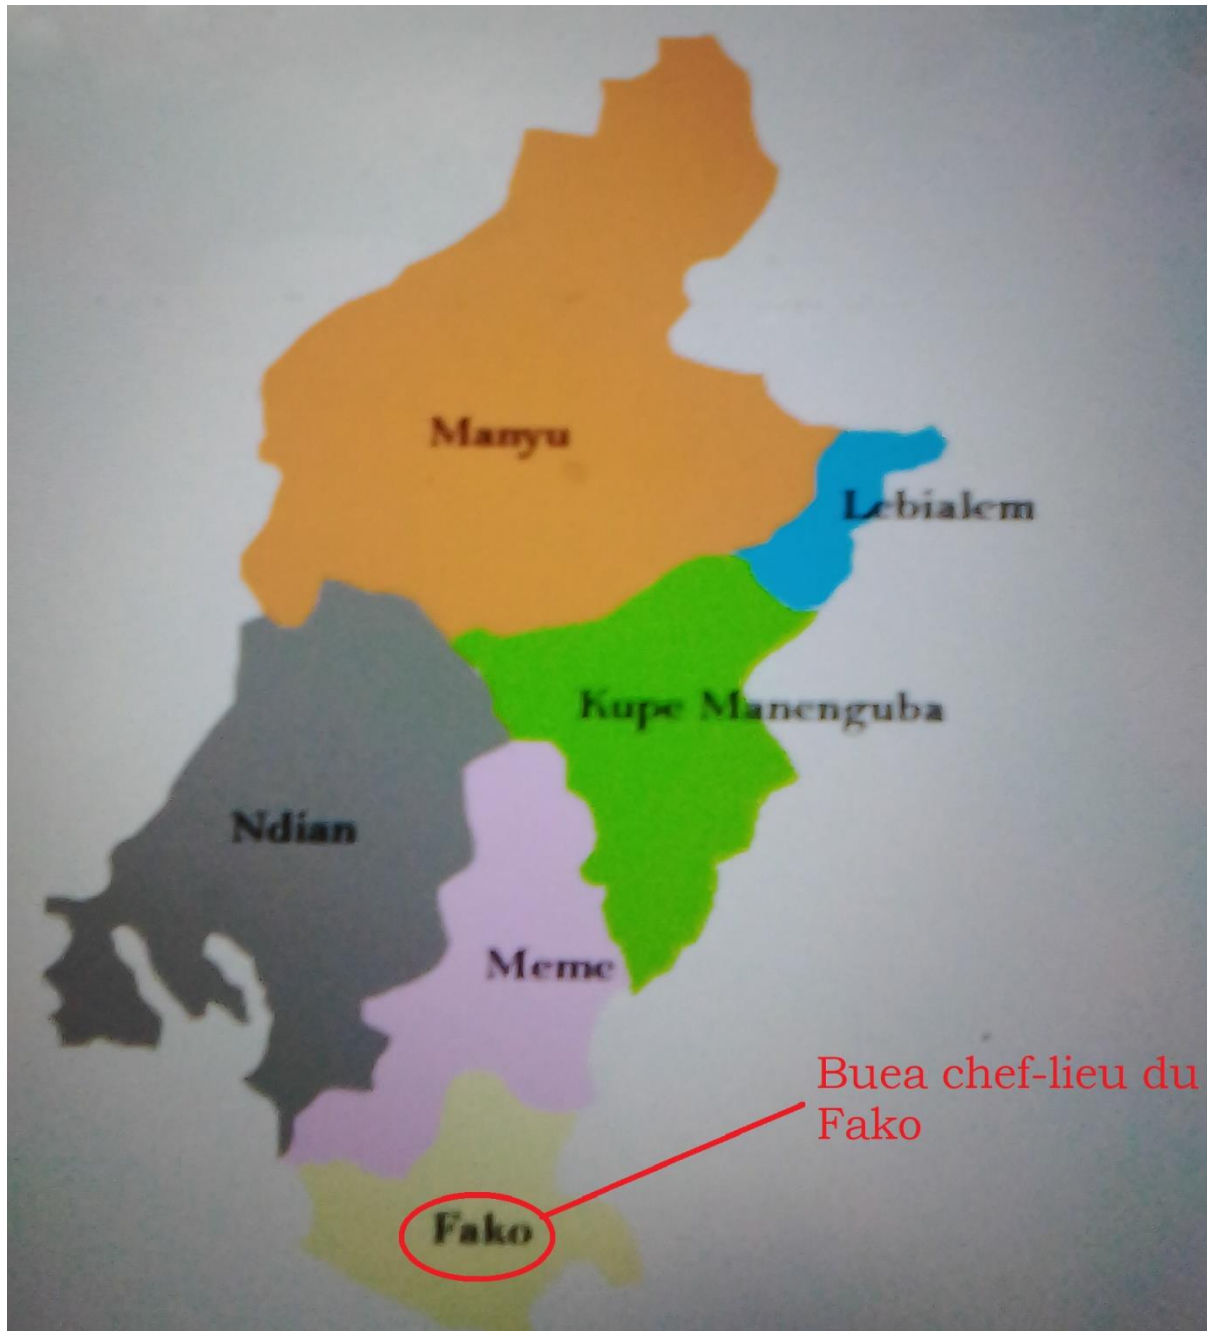 Manyu
Lebialem
Kupe Manenguba
Ndian
Meme
Buea chef-lieu du
Fako
Fako